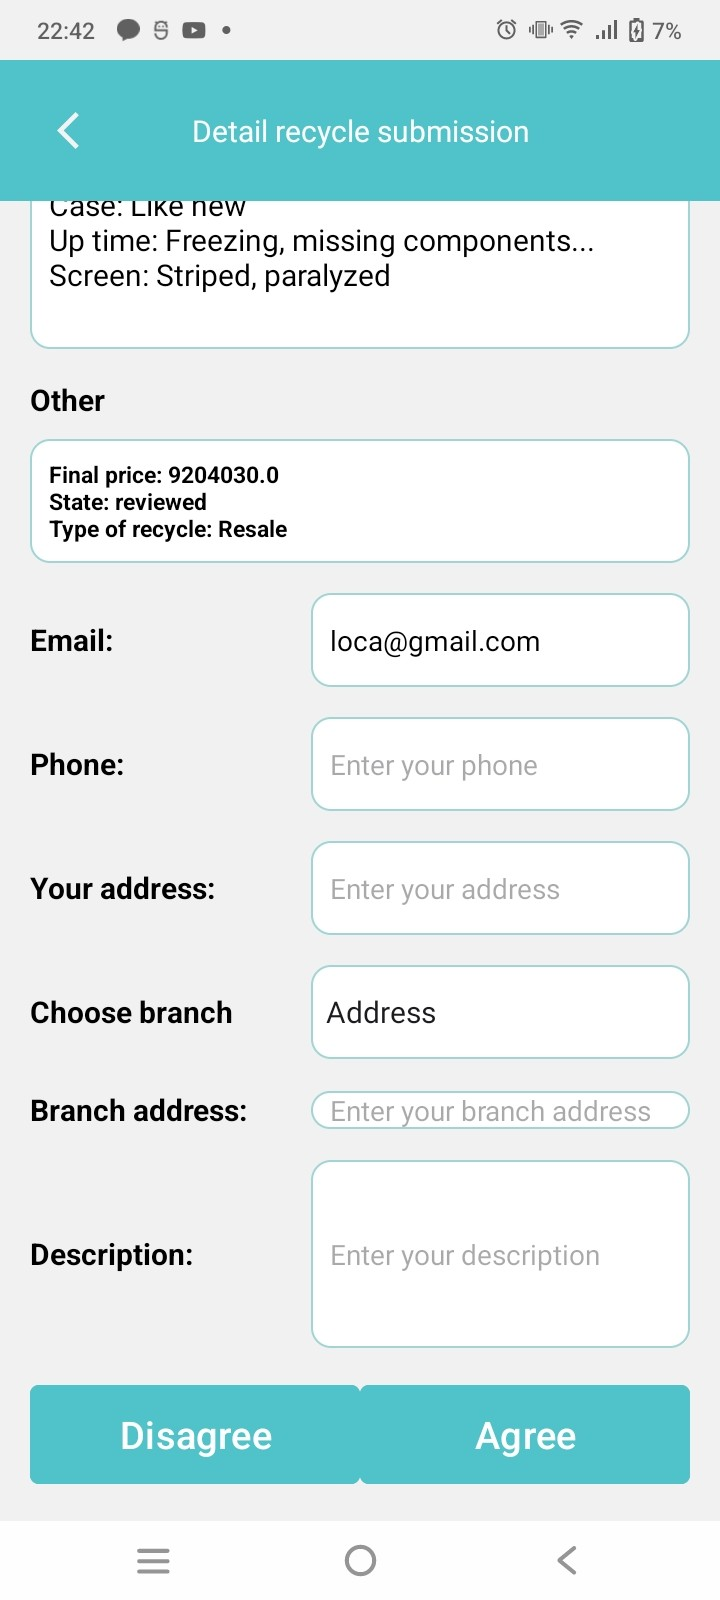 22:42
7%
Detail recycle submission
Case: Like new
Up time: Freezing, missing components...
Screen: Striped, paralyzed
Other
Final price: 9204030.0
State: reviewed
Type of recycle: Resale
Email:
loca@gmail.com
Phone:
Enter your phone
Your address:
Enter your address
Choose branch
Address
Branch address:
Enter your branch address
Description:
Enter your description
Disagree
Agree